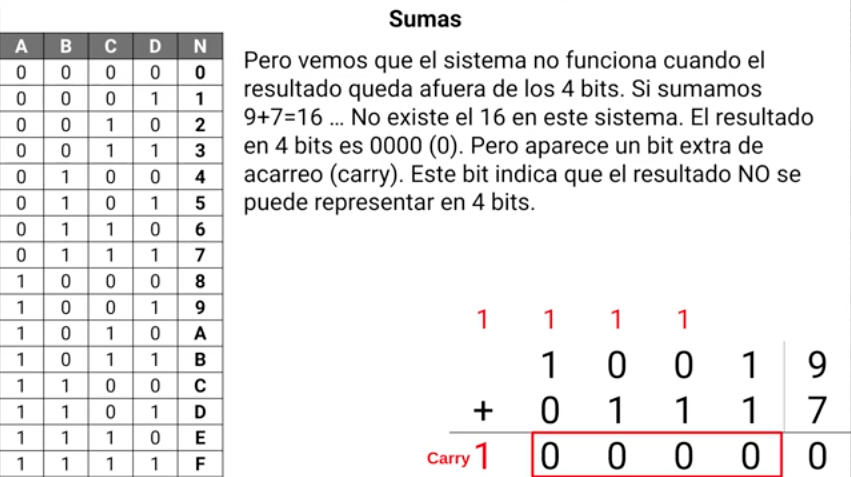 Sumas
A B C D N
0 0 0 0 0
0 0 0 1 1
0 0 1 0 2
0 0 1 1 3
0 1 0 0 4
0 1 0 1 5
0 1 1 0 6
0 1 1 1 7
1 0 0 0 8
1 0 0 1 9
1 0 1 0 A
1 0 1 1 B
1 1 0 0 C
1 1 0 1 D
1 1 1 0 E
1 1 1 1 F
Pero vemos que el sistema no funciona cuando el
resultado queda afuera de los 4 bits. Si sumamos
9+7=16 ... No existe el 16 en este sistema. El resultado
en 4 bits es 0000 (0). Pero aparece un bit extra de
acarreo (carry). Este bit indica que el resultado NO se
puede representar en 4 bits.
1 1 1 1
1 0 0 1 9
+ 0 1 1 1 7
Carry 1 0 0 0 0 0